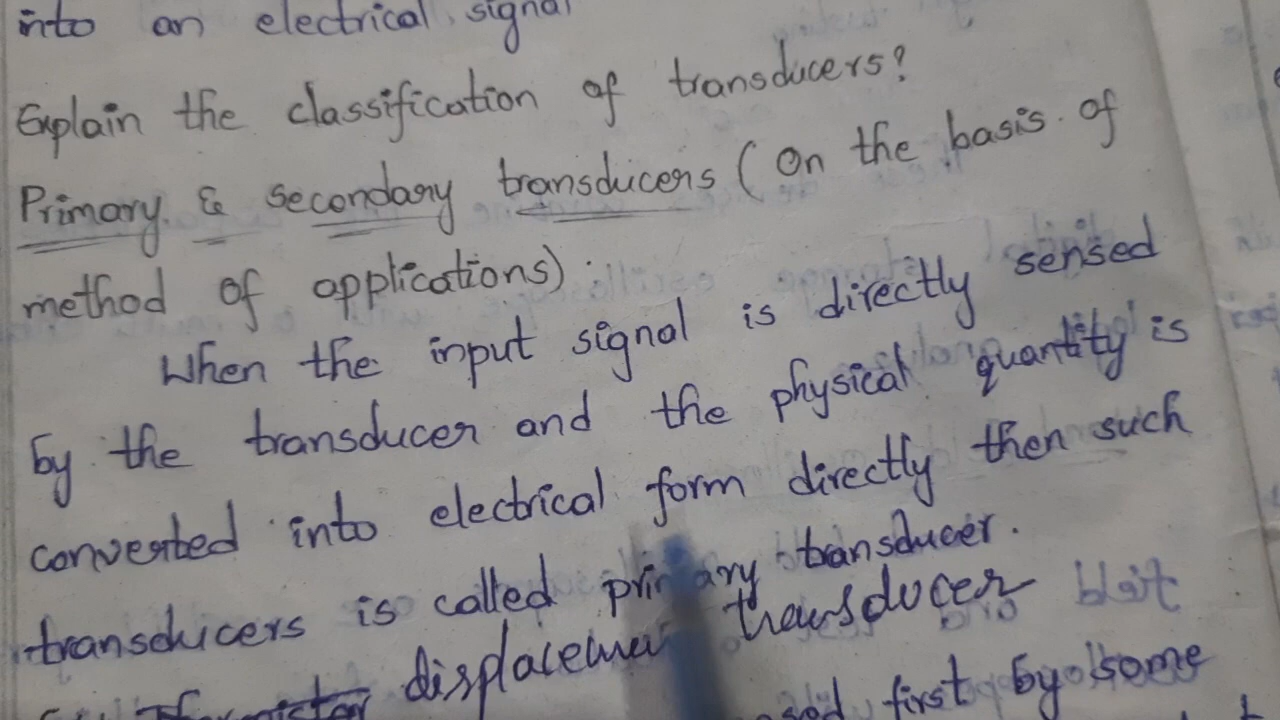 into an electrical signal
Explain the classification of transducers?
Primary & secondary transducers (On the basis of
method of applications) :
When the input signal is directly sensed
by the transducer and the physical quantity is
converted into electrical form directly then such
transducers is called primary transducer.
displacement transducer
first by some